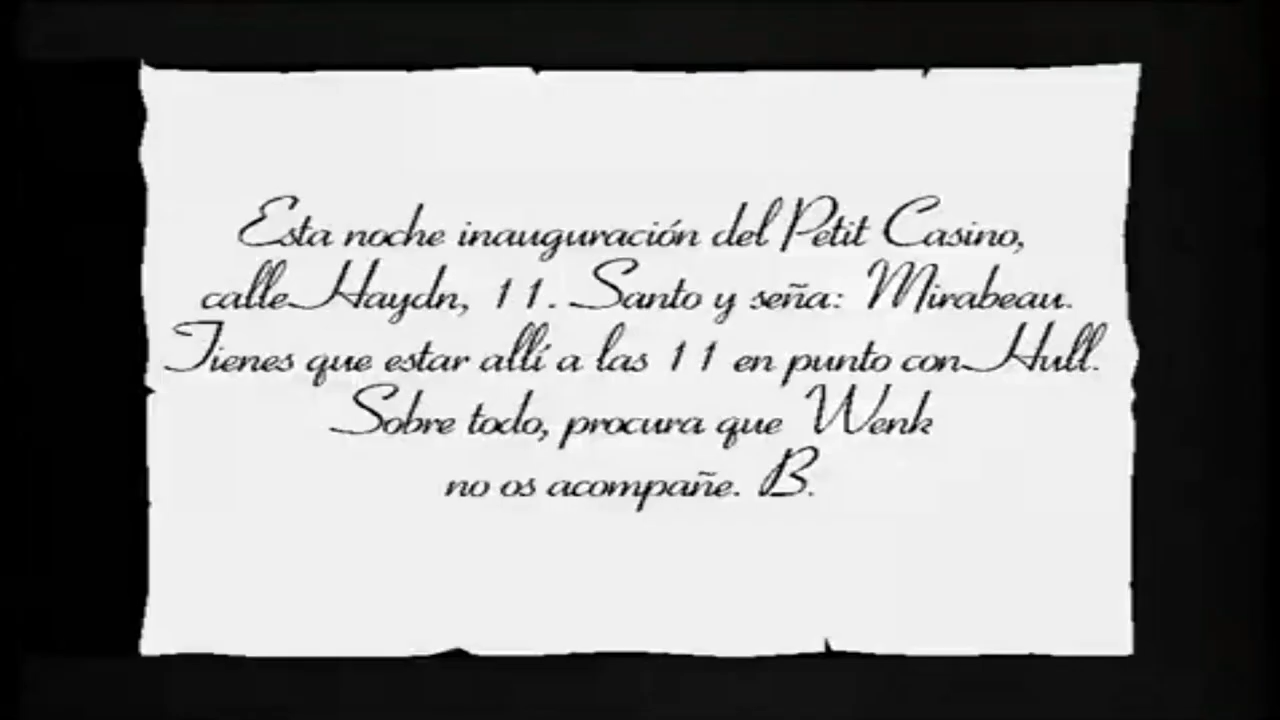 Esta noche inauguración del Petit Casino,
calle Haydn, 11. Santo y seña: Mirabeau.
Tienes que estar allí a las 11 en punto con Hull.
Sobre todo, procura que Wenk
no os acompañe. B.